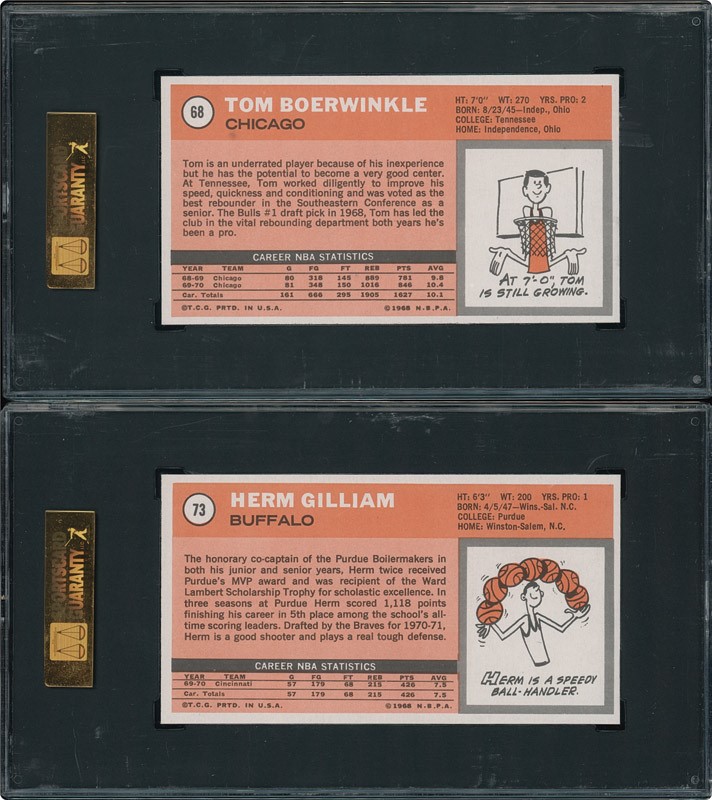 68
TOM BOERWINKLE
CHICAGO
HT: 7'0" WT: 270 YRS. PRO: 2
BORN: 8/23/45—Indep., Ohio
COLLEGE: Tennessee
HOME: Independence, Ohio
Tom is an underrated player because of his inexperience
but he has the potential to become a very good center.
At Tennessee, Tom worked diligently to improve his
speed, quickness and conditioning and was voted as the
best rebounder in the Southeastern Conference as a
senior. The Bulls #1 draft pick in 1968, Tom has led the
club in the vital rebounding department both years he's
been a pro.
CAREER NBA STATISTICS
YEAR TEAM G FG FT REB PTS AVG
68-69 Chicago 80 318 145 889 781 9.8
69-70 Chicago 81 348 150 1016 846 10.4
Car. Totals 161 666 295 1905 1627 10.1
©T.C.G. PRTD. IN U.S.A. ©1968 N.B.P.A.
AT 7'-0", TOM
IS STILL GROWING.
73
HERM GILLIAM
BUFFALO
HT: 6'3" WT: 200 YRS. PRO: 1
BORN: 4/5/47—Wins.-Sal. N.C.
COLLEGE: Purdue
HOME: Winston-Salem, N.C.
The honorary co-captain of the Purdue Boilermakers in
both his junior and senior years, Herm twice received
Purdue's MVP award and was recipient of the Ward
Lambert Scholarship Trophy for scholastic excellence. In
three seasons at Purdue Herm scored 1,118 points
finishing his career in 5th place among the school's all-
time scoring leaders. Drafted by the Braves for 1970-71,
Herm is a good shooter and plays a real tough defense.
CAREER NBA STATISTICS
YEAR TEAM G FG FT REB PTS AVG
69-70 Cincinnati 57 179 68 215 426 7.5
Car. Totals 57 179 68 215 426 7.5
©T.C.G. PRTD. IN U.S.A. ©1968 N.B.P.A.
HERM IS A SPEEDY
BALL-HANDLER.